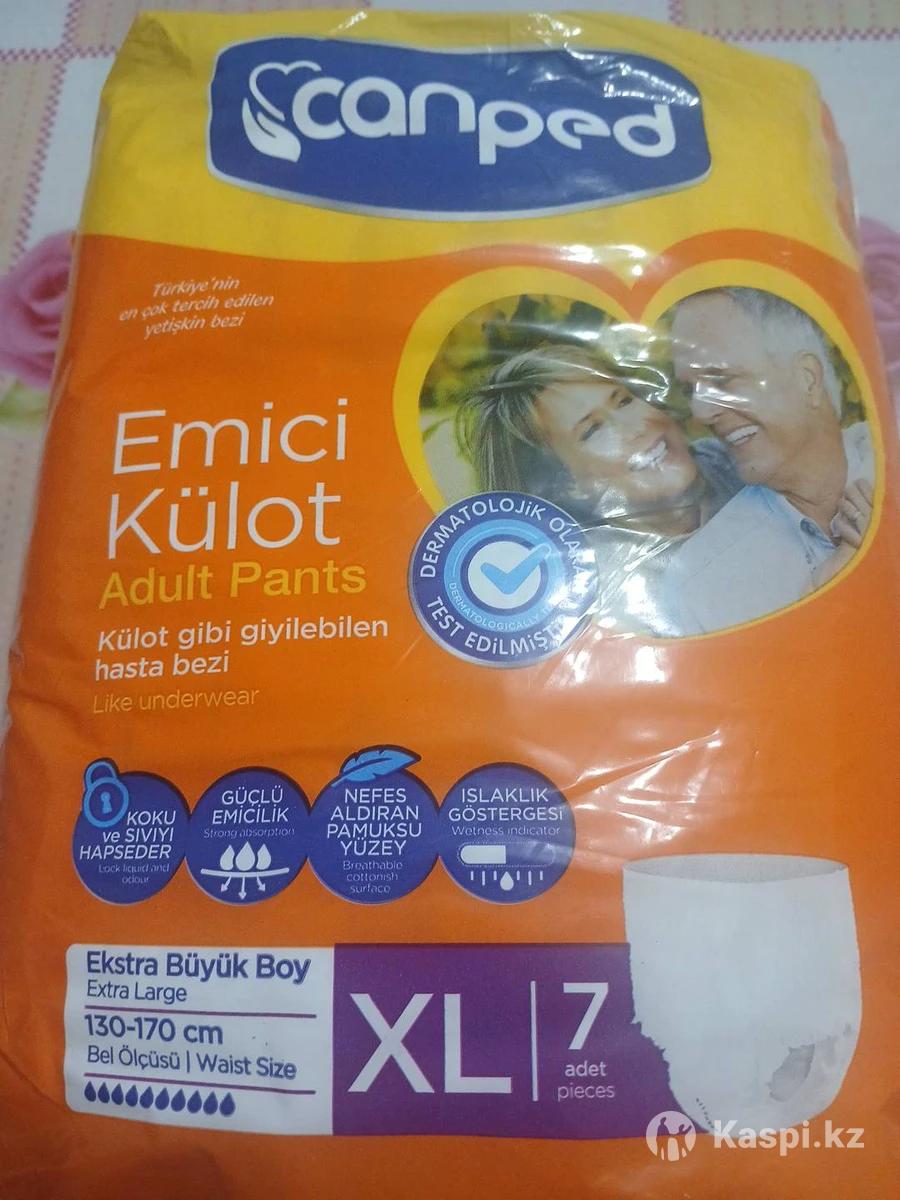 canped
Türkiye'nin
en çok tercih edilen
yetişkin bezi
Emici
Külot
Adult Pants
Külot gibi giyilebilen
hasta bezi
Like underwear
DERMATOLOJİK OLARAK
DERMATOLOGICALLY
TEST EDİLMİŞTİR
KOKU
ve SIVIYI
HAPSEDER
Lock liquid and
odour
GÜÇLÜ
EMİCİLİK
Strong absorption
NEFES
ALDIRAN
PAMUKSU
YÜZEY
Breathable
cottonish
surface
ISLAKLIK
GÖSTERGESİ
Wetness indicator
Ekstra Büyük Boy
Extra Large
130-170 cm
Bel Ölçüsü | Waist Size
XL
7
adet
pieces
Kaspi.kz